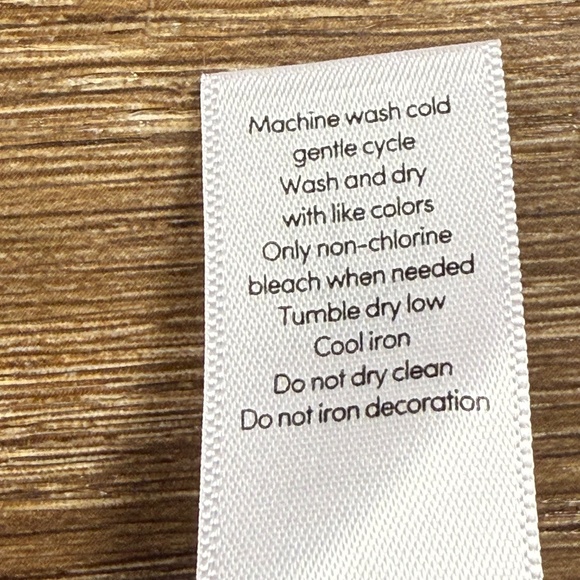 Machine wash cold
gentle cycle
Wash and dry
with like colors
Only non-chlorine
bleach when needed
Tumble dry low
Cool iron
Do not dry clean
Do not iron decoration